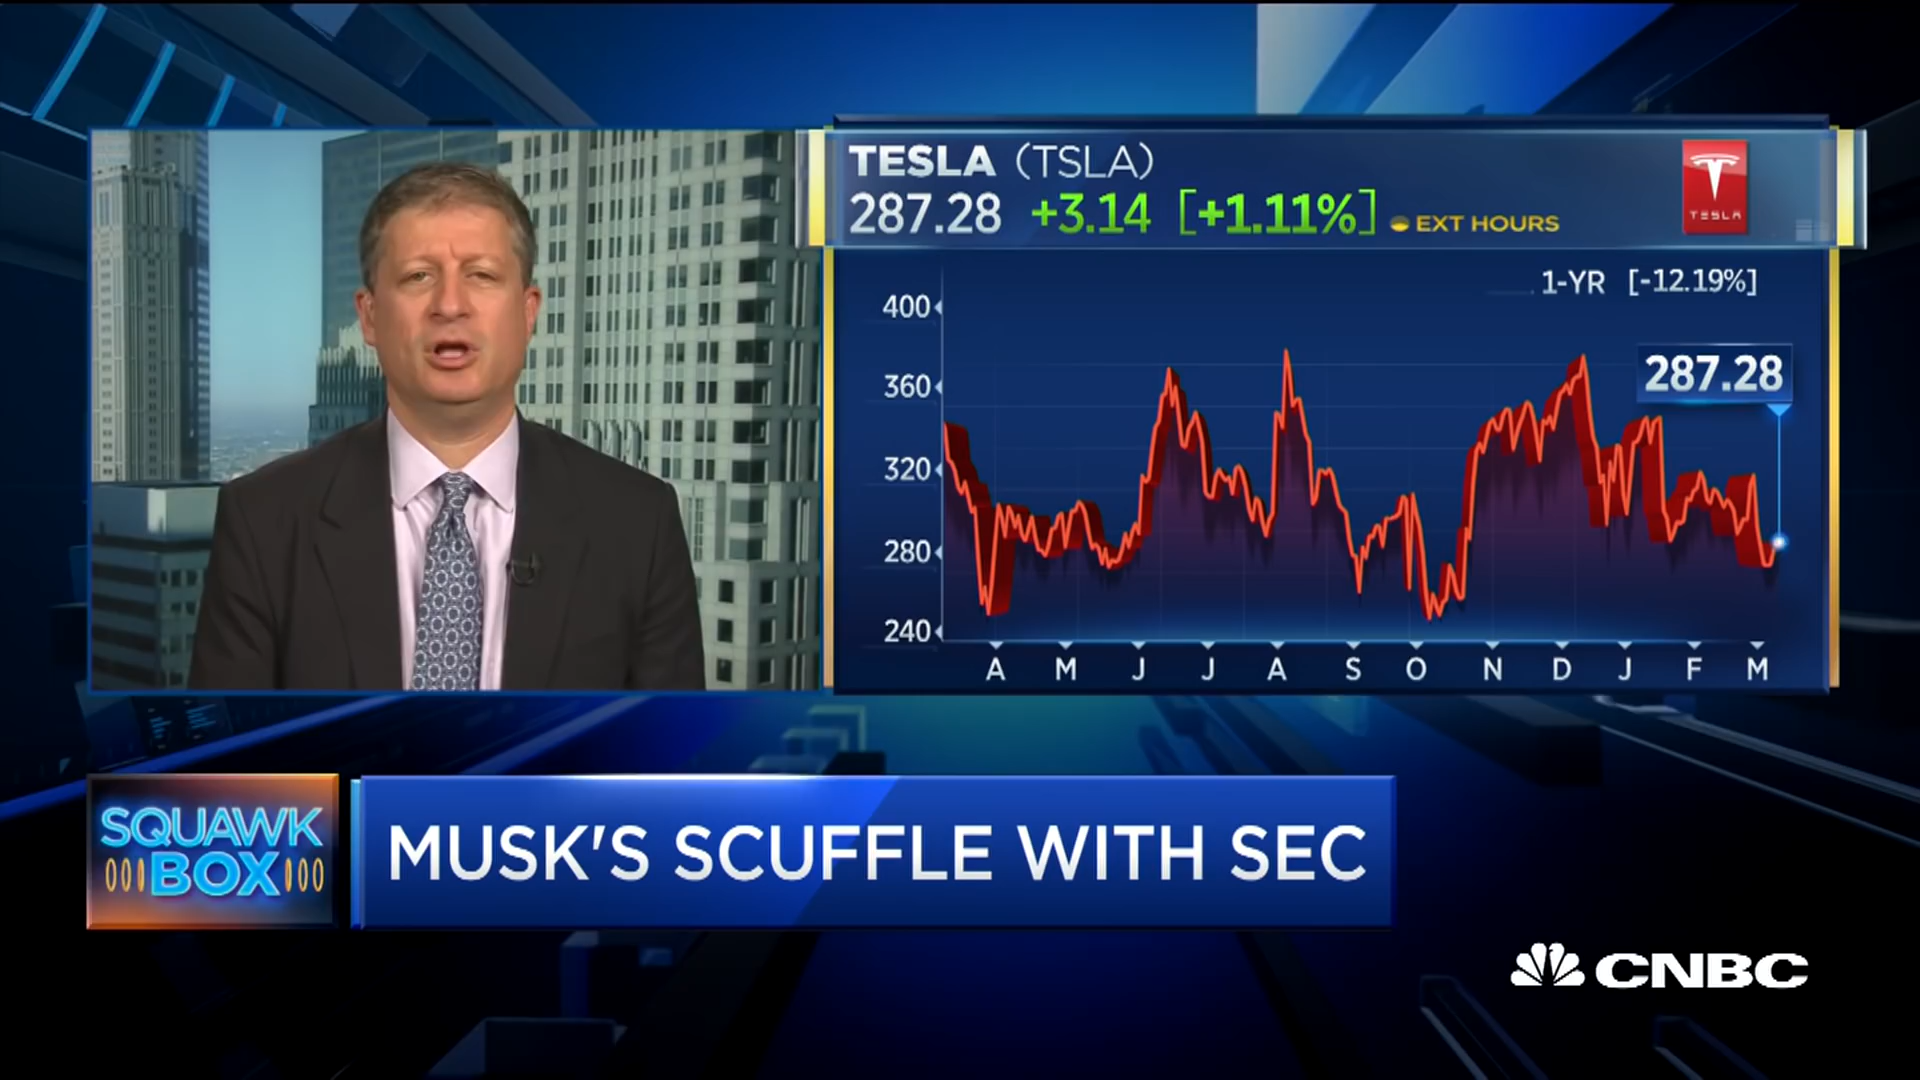 TESLA (TSLA)
287.28 +3.14 [+1.11%] EXT HOURS
TESLA
1-YR [-12.19%]
400
360
320
280
240
287.28
A M J J A S O N D J F M
SQUAWK
BOX
MUSK'S SCUFFLE WITH SEC
CNBC